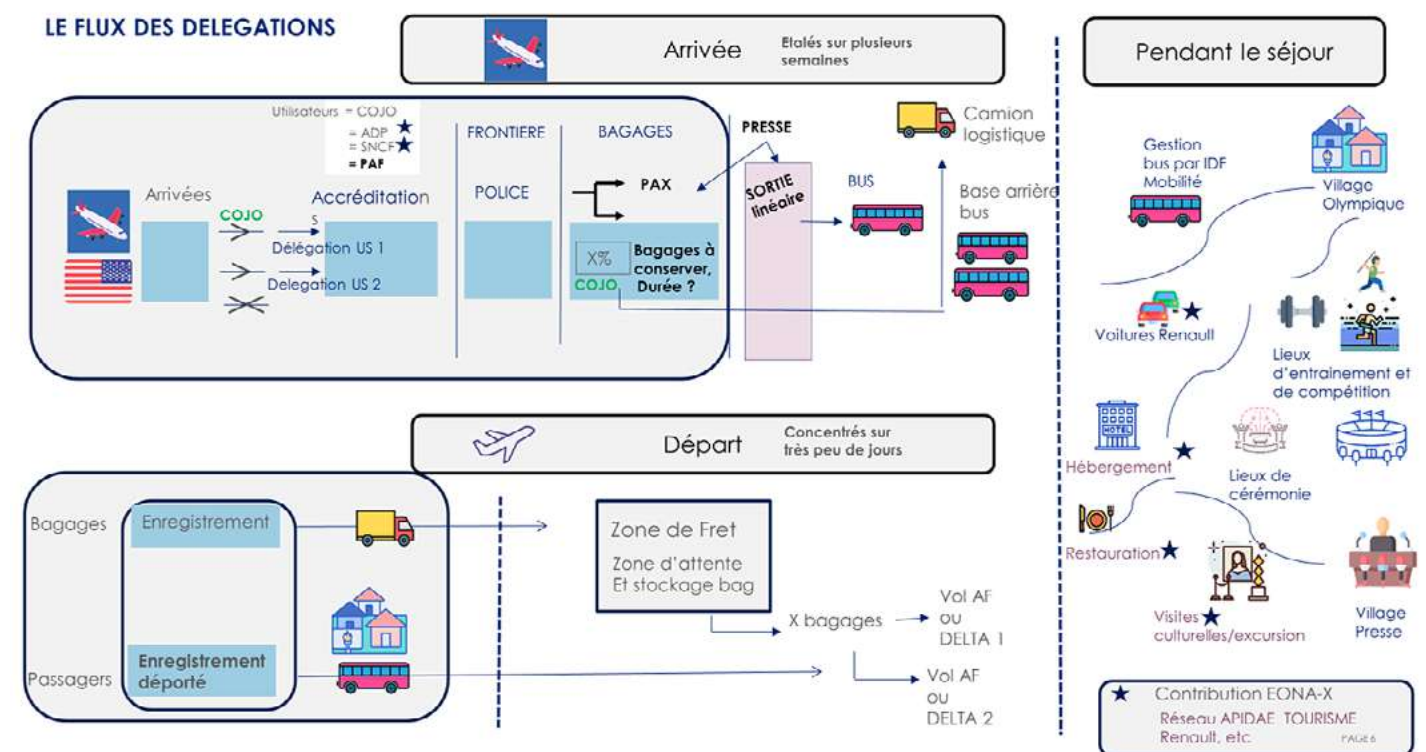 LE FLUX DES DELEGATIONS
Arrivée
Etalés sur plusieurs
semaines
Utilisateurs = COJO
= ADP
= SNCF
= PAF
Arrivées
COJO
S
Accréditation
Délégation US 1
Delegation US 2
FRONTIERE
POLICE
BAGAGES
PAX
X%
COJO
Bagages à
conserver,
Durée ?
PRESSE
SORTIE
linéaire
BUS
Camion
logistique
Base arrière
bus
Départ
Concentrés sur
très peu de jours
Bagages
Enregistrement
Passagers
Enregistrement
déporté
Zone de Fret
Zone d'attente
Et stockage bag
X bagages
Vol AF
ou
DELTA 1
Vol AF
ou
DELTA 2
Pendant le séjour
Gestion
bus par IDF
Mobilité
Village
Olympique
Voitures Renault
Lieux
d'entrainement et
de compétition
HOTEL
Hébergement
Lieux de
cérémonie
Restauration
Visites
culturelles/excursion
Village
Presse
Contribution EONA-X
Réseau APIDAE TOURISME
Renault, etc
PAGE 6